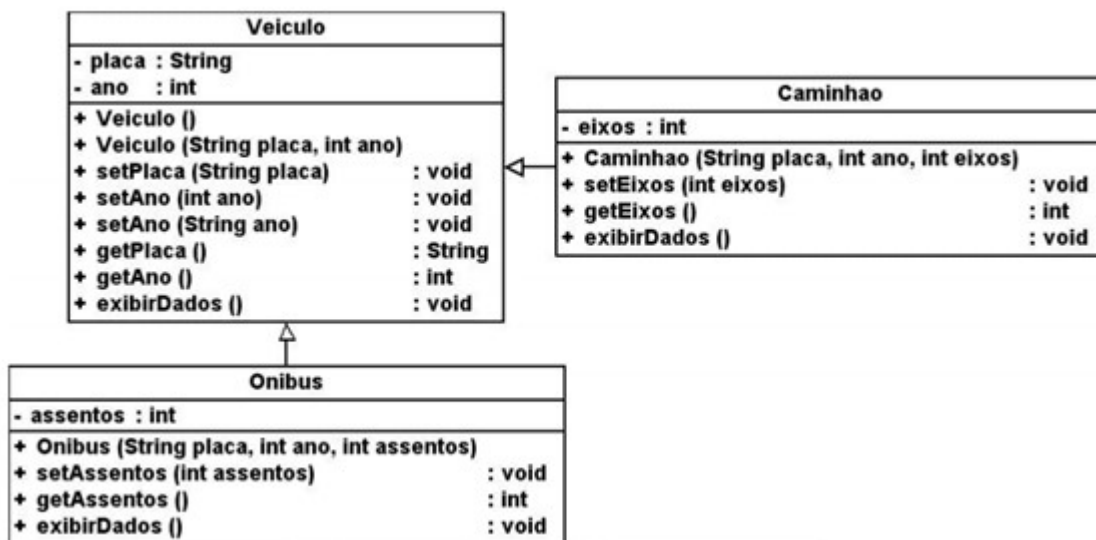 Veiculo
- placa : String
- ano : int
+ Veiculo ()
+ Veiculo (String placa, int ano)
+ setPlaca (String placa) : void
+ setAno (int ano) : void
+ setAno (String ano) : void
+ getPlaca () : String
+ getAno () : int
+ exibirDados () : void
Caminhao
- eixos : int
+ Caminhao (String placa, int ano, int eixos)
+ setEixos (int eixos) : void
+ getEixos () : int
+ exibirDados () : void
Onibus
- assentos : int
+ Onibus (String placa, int ano, int assentos)
+ setAssentos (int assentos) : void
+ getAssentos () : int
+ exibirDados () : void